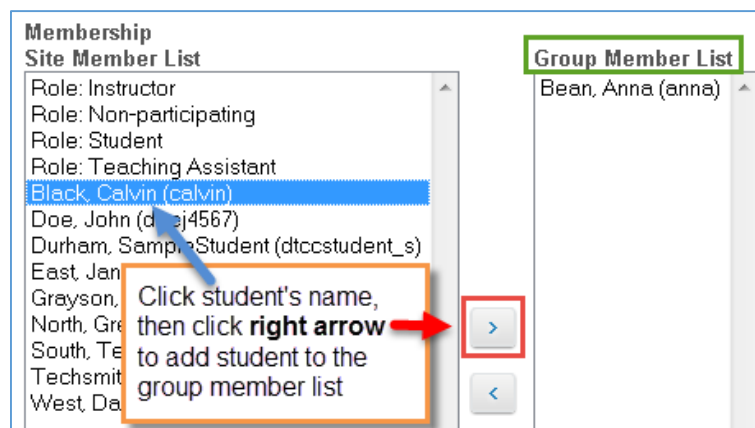 Membership
Site Member List
Role: Instructor
Role: Non-participating
Role: Student
Role: Teaching Assistant
Black, Calvin (calvin)
Doe, John (ej4567)
Durham, SampleStudent (dtccstudent_s)
East, Jan
Grayson,
North, Gre
South, Te
Techsmit
West, Da
Click student's name,
then click right arrow
to add student to the
group member list
>
<
Group Member List
Bean, Anna (anna)